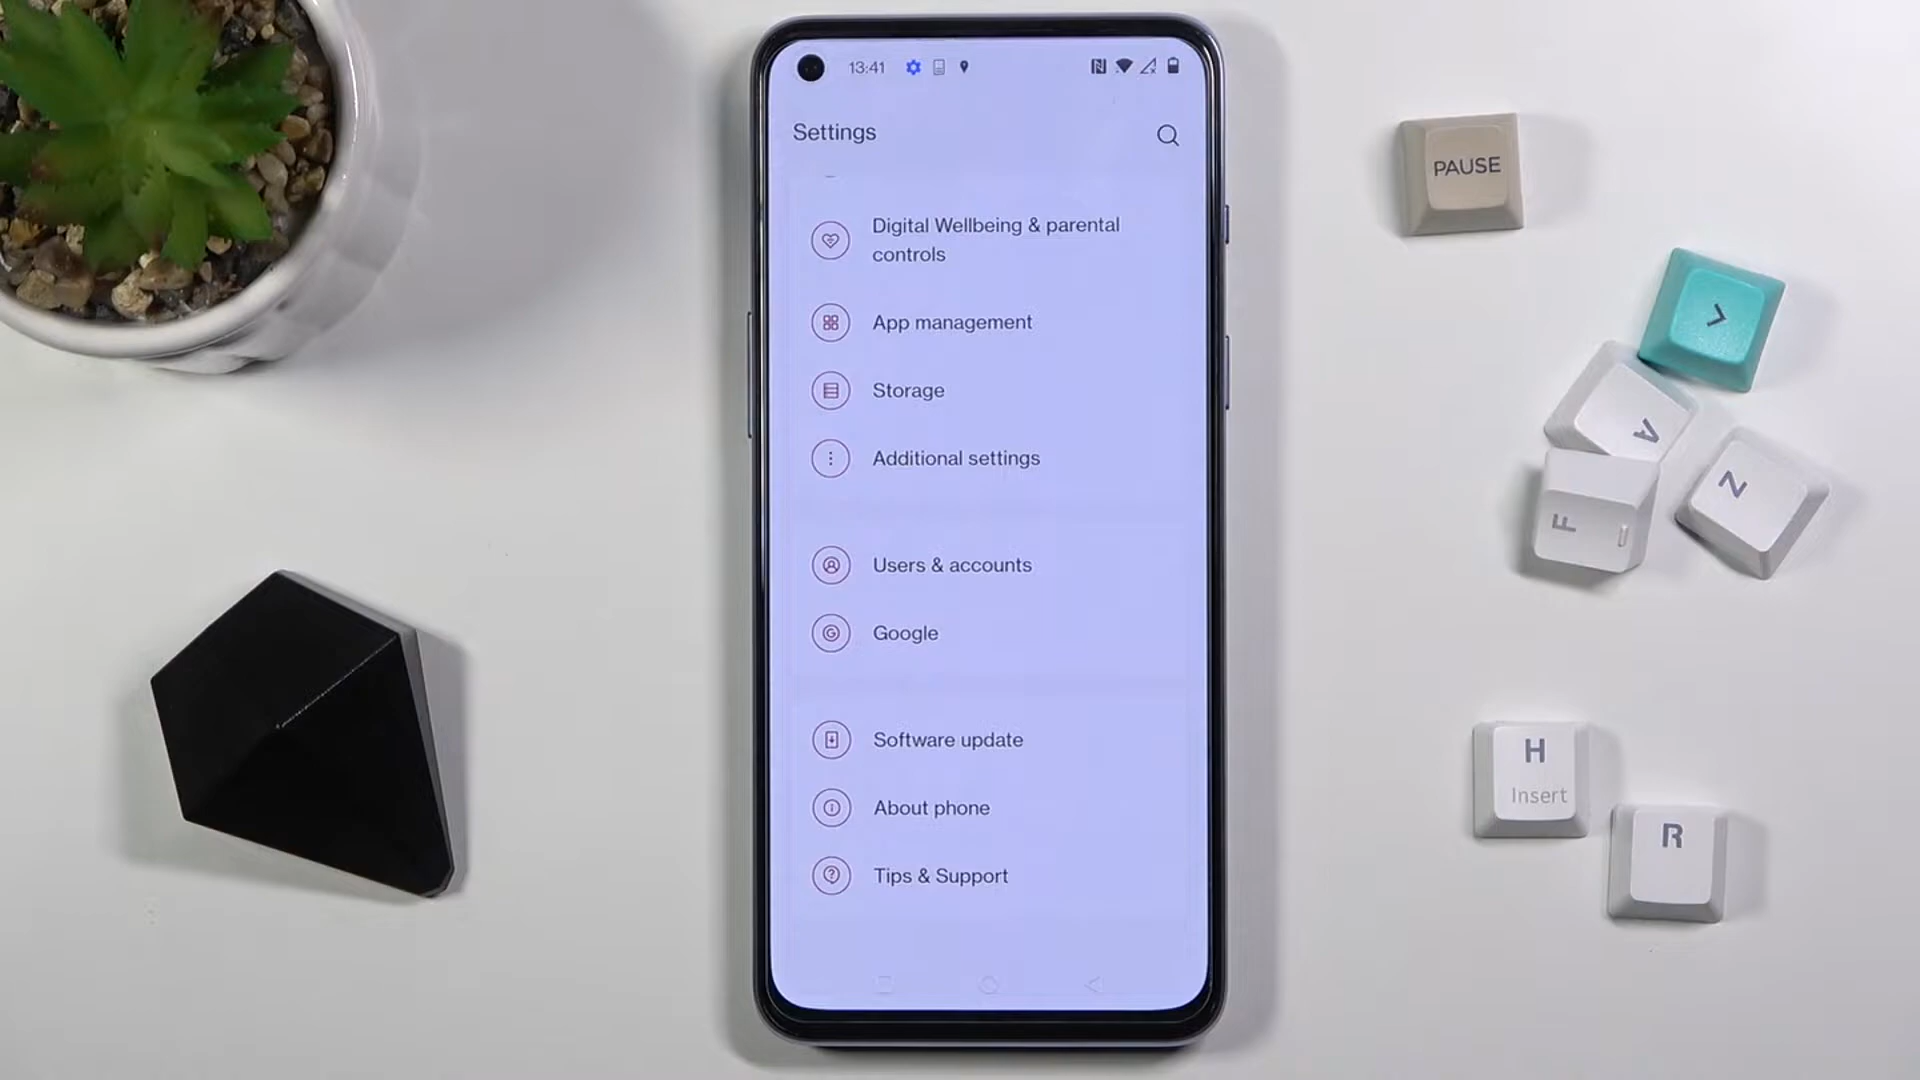 13:41
Settings
Digital Wellbeing & parental
controls
App management
Storage
Additional settings
Users & accounts
Google
Software update
About phone
Tips & Support
PAUSE
>
A
F
Z
H
Insert
R